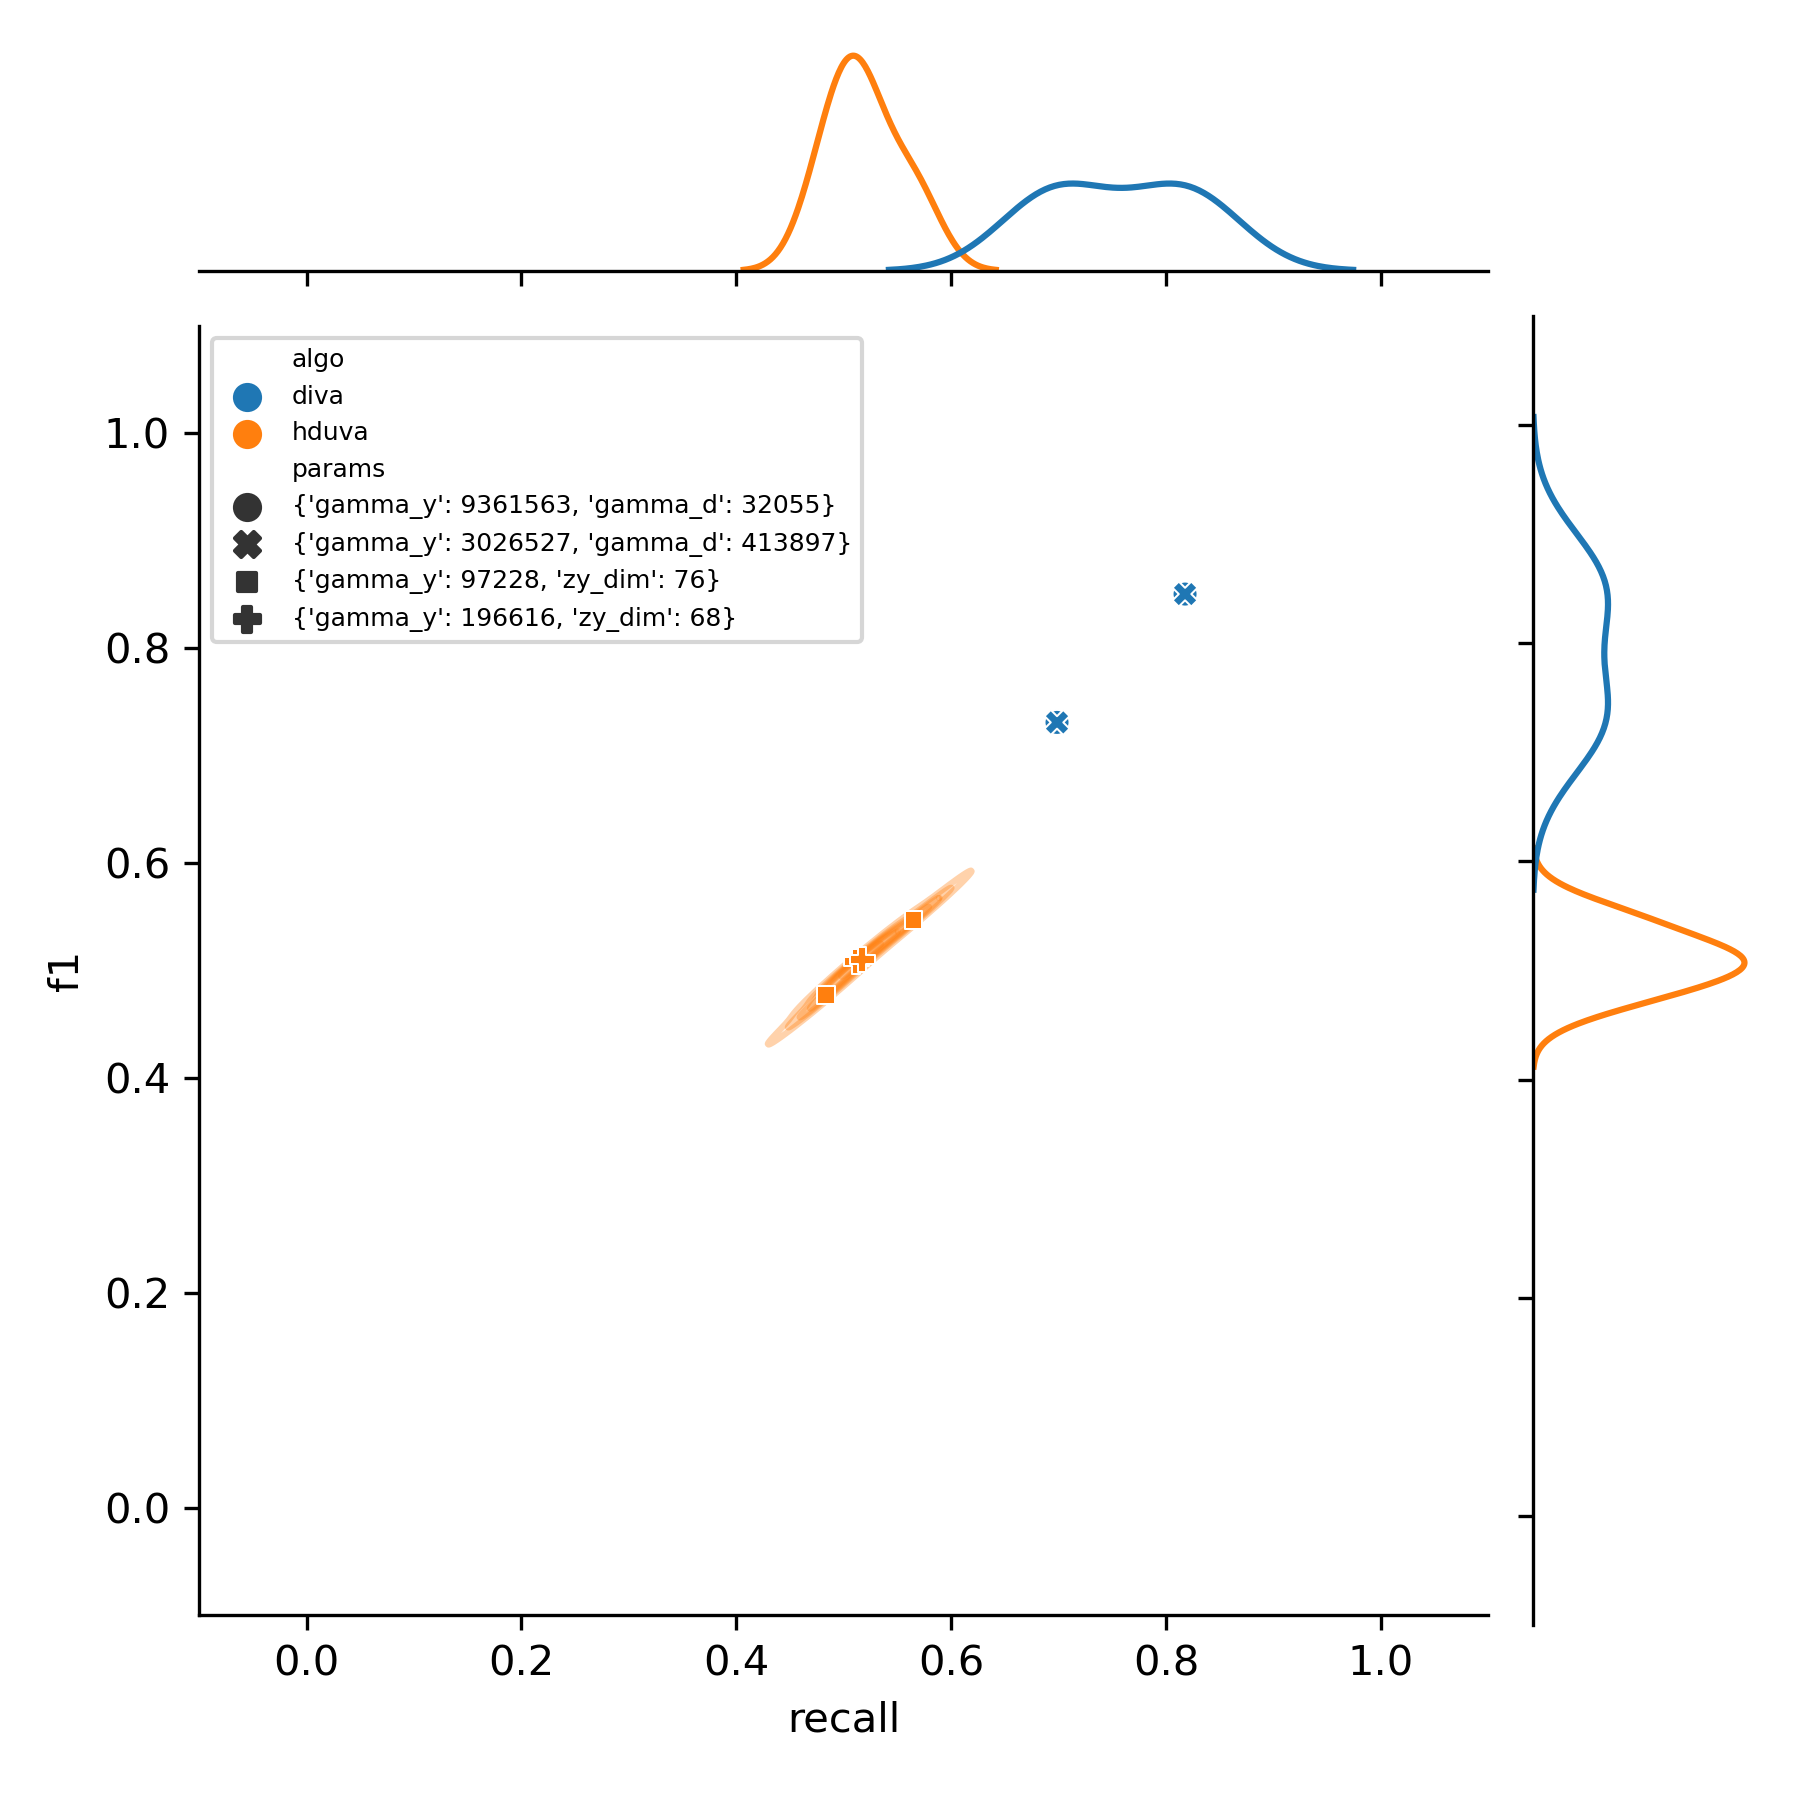 algo
diva
hduva
params
{'gamma_y': 9361563, 'gamma_d': 32055}
{'gamma_y': 3026527, 'gamma_d': 413897}
{'gamma_y': 97228, 'zy_dim': 76}
{'gamma_y': 196616, 'zy_dim': 68}
1.0
0.8
0.6
0.4
0.2
0.0
f1
0.0 0.2 0.4 0.6 0.8 1.0
recall